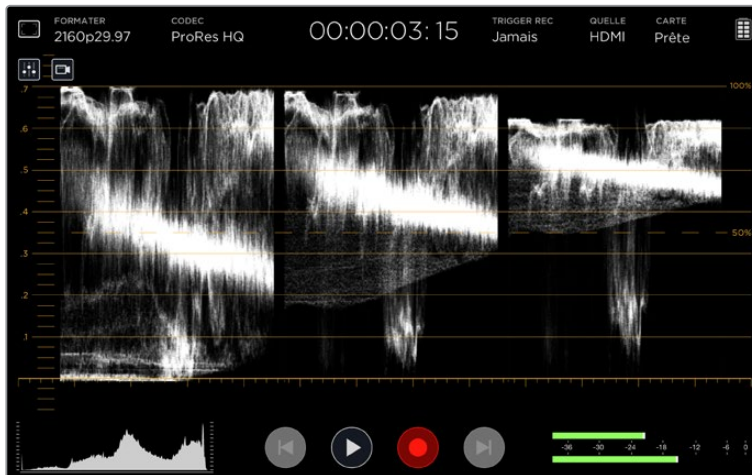 FORMATER
2160p29.97
CODEC
ProRes HQ
00:00:03:15
TRIGGER REC
Jamais
QUELLE
HDMI
CARTE
Prête
100%
50%
.7
.6
.5
.4
.3
.2
.1
-36 -30 -24 -18 -12 -6 0